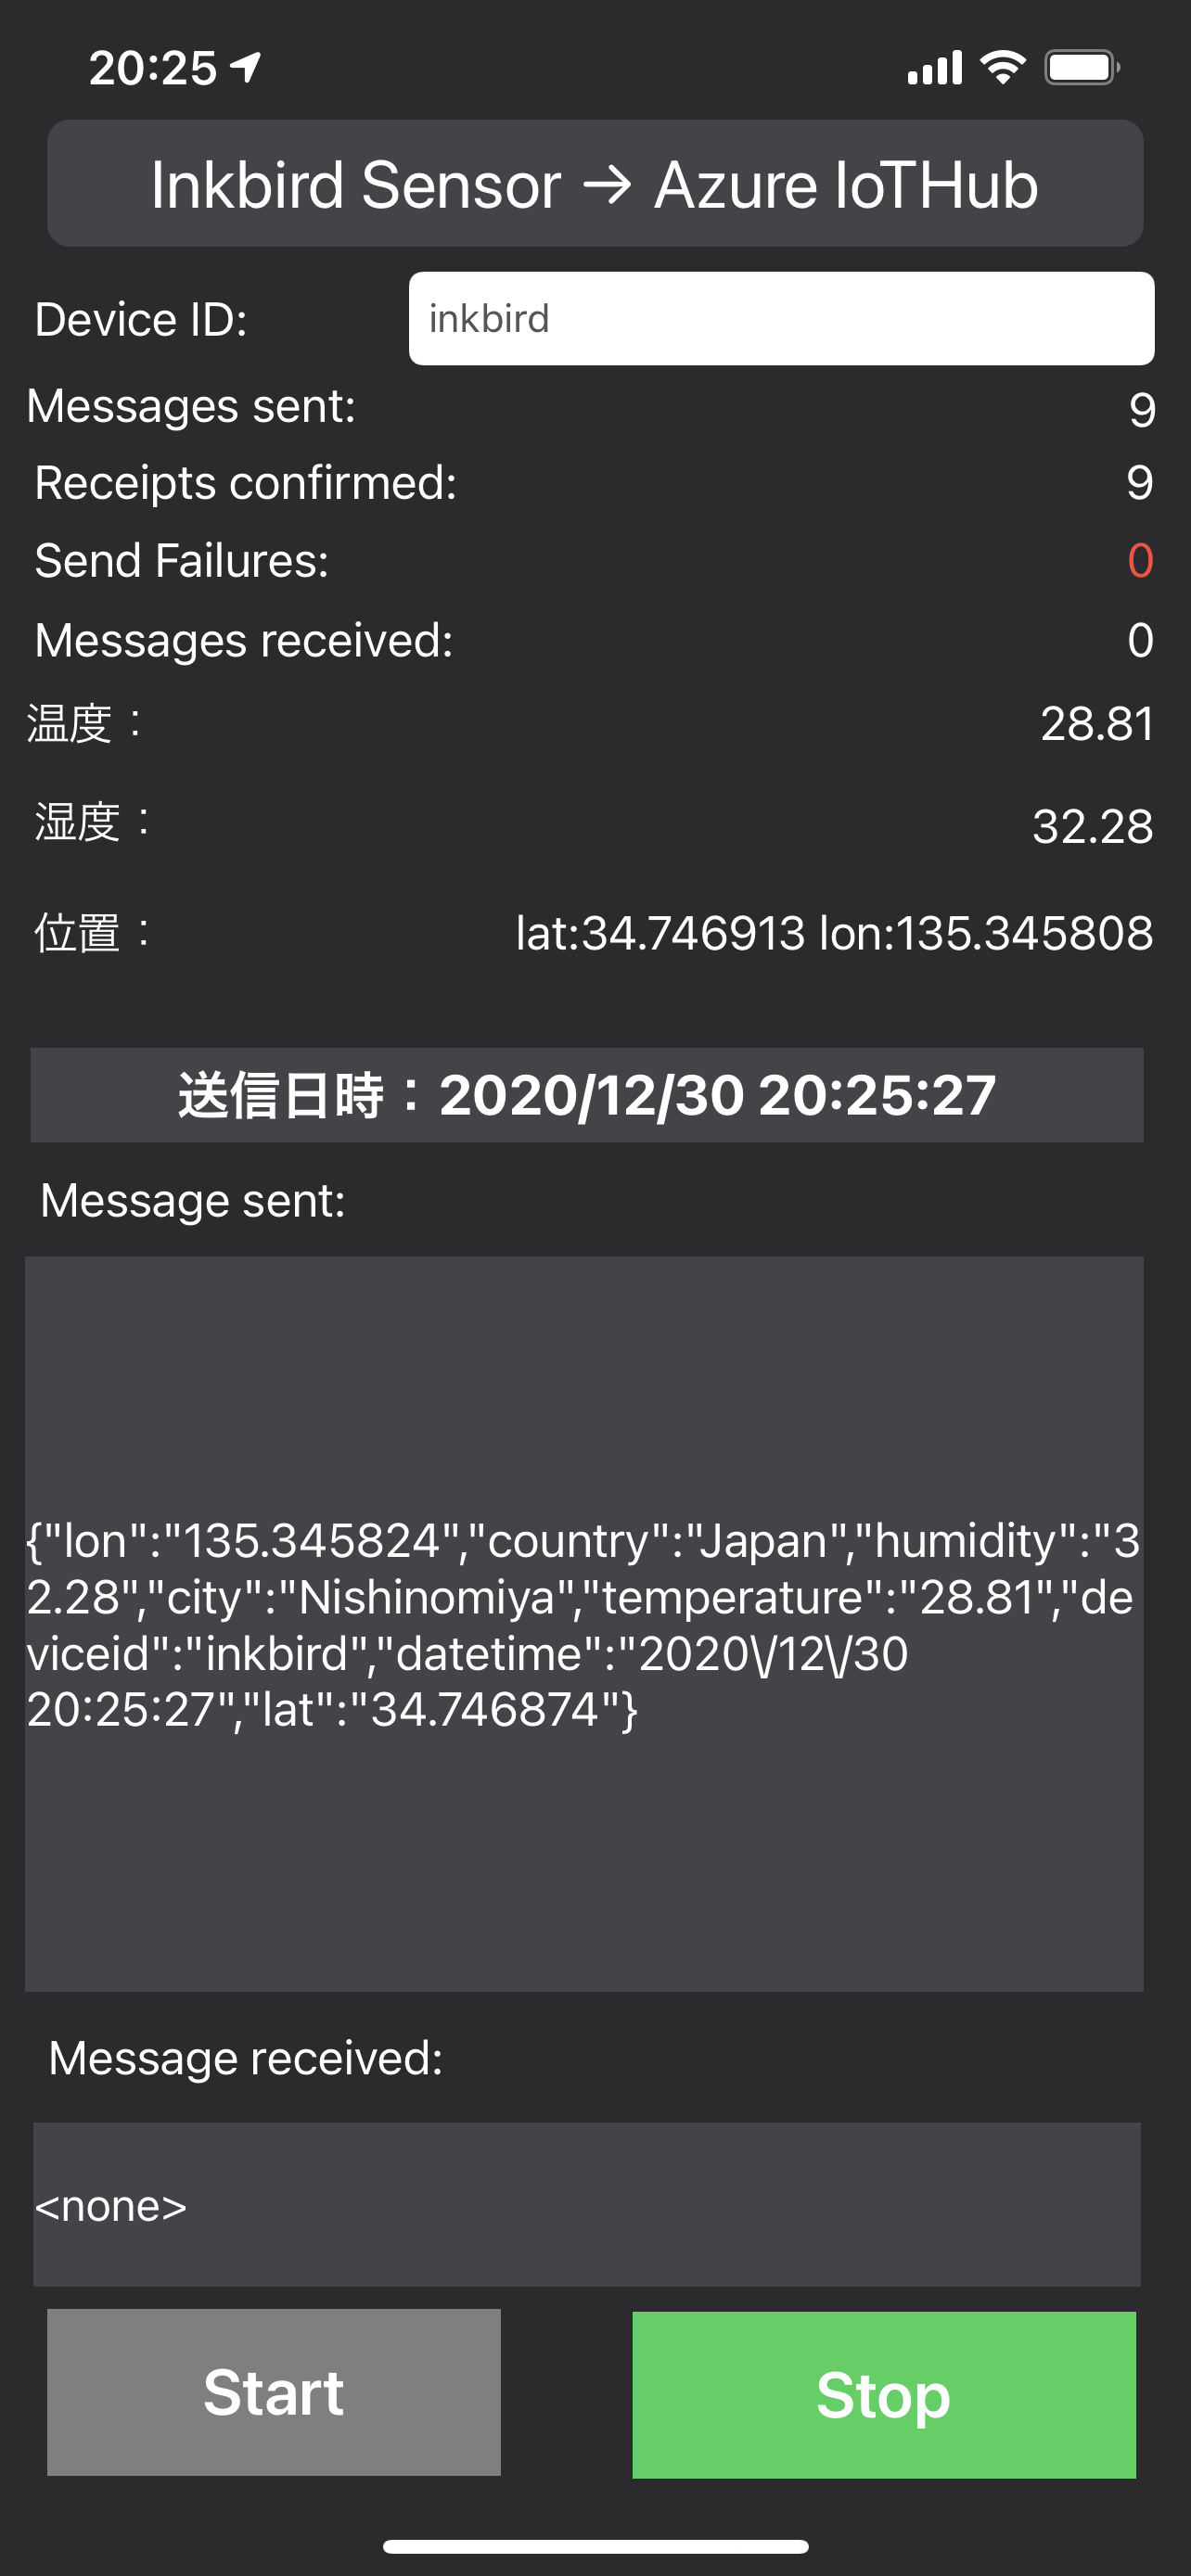 20:25
Inkbird Sensor → Azure IoTHub
Device ID: inkbird
Messages sent: 9
Receipts confirmed: 9
Send Failures: 0
Messages received: 0
温度： 28.81
湿度： 32.28
位置： lat:34.746913 lon:135.345808
送信日時：2020/12/30 20:25:27
Message sent:
{"lon":"135.345824","country":"Japan","humidity":"3
2.28","city":"Nishinomiya","temperature":"28.81","de
viceid":"inkbird","datetime":"2020\/12\/30
20:25:27","lat":"34.746874"}
Message received:
<none>
Start Stop